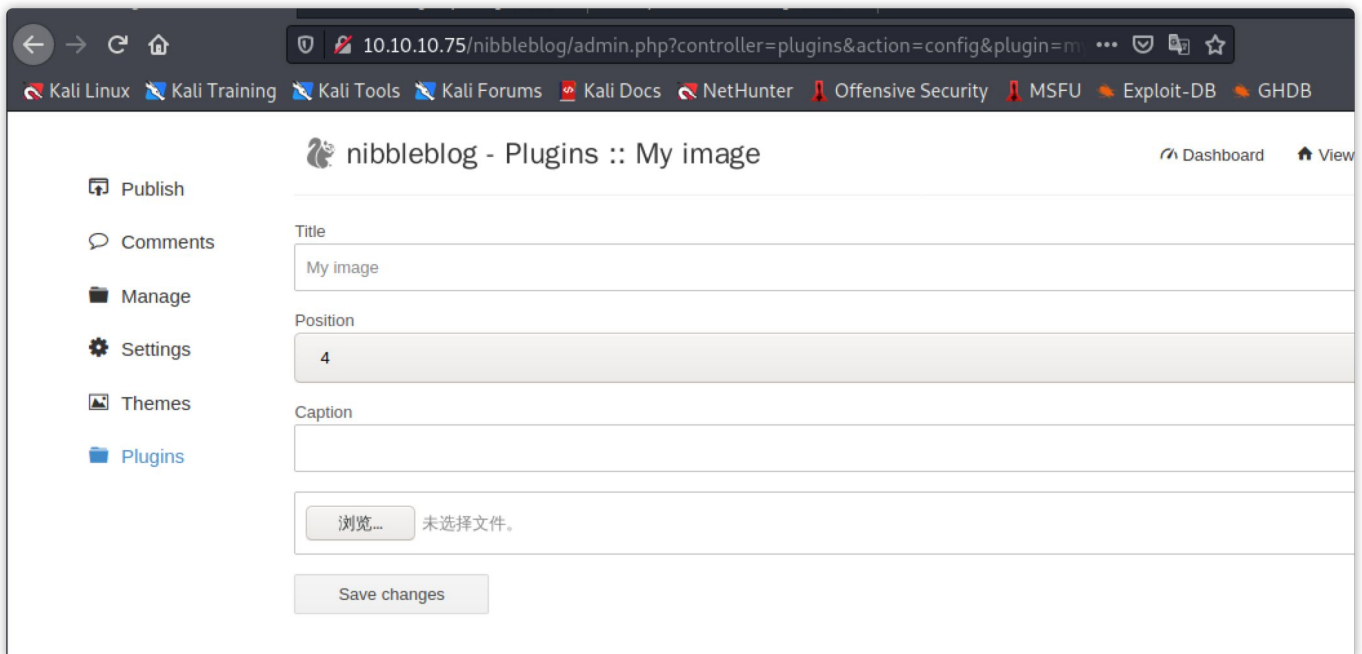 10.10.10.75/nibbleblog/admin.php?controller=plugins&action=config&plugin=m
Kali Linux Kali Training Kali Tools Kali Forums Kali Docs NetHunter Offensive Security MSFU Exploit-DB GHDB
nibbleblog - Plugins :: My image
Dashboard View
Publish
Comments
Manage
Settings
Themes
Plugins
Title
My image
Position
4
Caption
浏览... 未选择文件。
Save changes